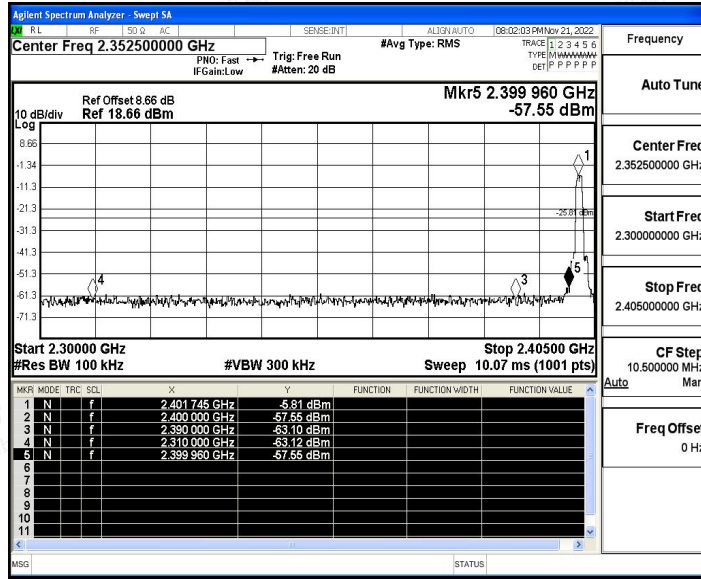 Agilent Spectrum Analyzer - Swept SA
LXI RL RF 50 Ω AC SENSE:INT ALIGN AUTO 08:02:03 PM Nov 21, 2022
Center Freq 2.352500000 GHz #Avg Type: RMS TRACE 1 2 3 4 5 6
PNO: Fast Trig: Free Run TYPE MWWWWW
IFGain:Low #Atten: 20 dB DET P P P P P P
Ref Offset 8.66 dB Mkr5 2.399 960 GHz
10 dB/div Ref 18.66 dBm -57.55 dBm
Log
8.66
-1.34
-11.3
-21.3
-31.3
-41.3
-51.3
-61.3
-71.3
1
-25.81 dBm
5
3
4
Start 2.30000 GHz Stop 2.40500 GHz
#Res BW 100 kHz #VBW 300 kHz Sweep 10.07 ms (1001 pts)
MKR MODE TRC SCL X Y FUNCTION FUNCTION WIDTH FUNCTION VALUE
1 N f 2.401 745 GHz -5.81 dBm
2 N f 2.400 000 GHz -57.55 dBm
3 N f 2.390 000 GHz -63.10 dBm
4 N f 2.310 000 GHz -63.12 dBm
5 N f 2.399 960 GHz -57.55 dBm
6
7
8
9
10
11
MSG STATUS
Frequency
Auto Tune
Center Freq
2.352500000 GHz
Start Freq
2.300000000 GHz
Stop Freq
2.405000000 GHz
CF Step
10.500000 MHz
Auto Man
Freq Offset
0 Hz